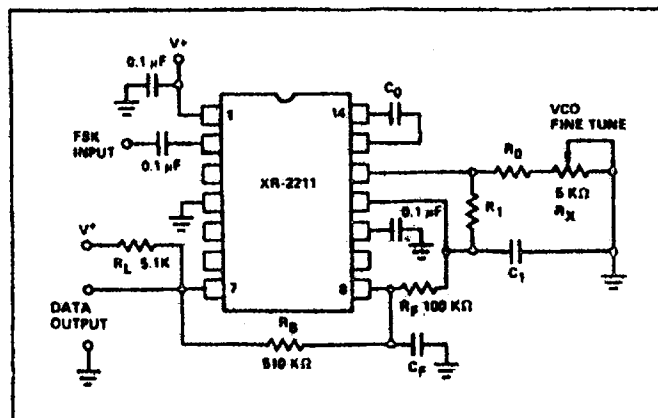 V+
0.1 µF
1
14
C0
FSK INPUT
0.1 µF
VCO
FINE TUNE
R0
5 KΩ
RX
XR-2211
R1
0.1 µF
V+
RL 5.1K
C1
7
8
RF 100 KΩ
DATA
OUTPUT
RB
510 KΩ
CF